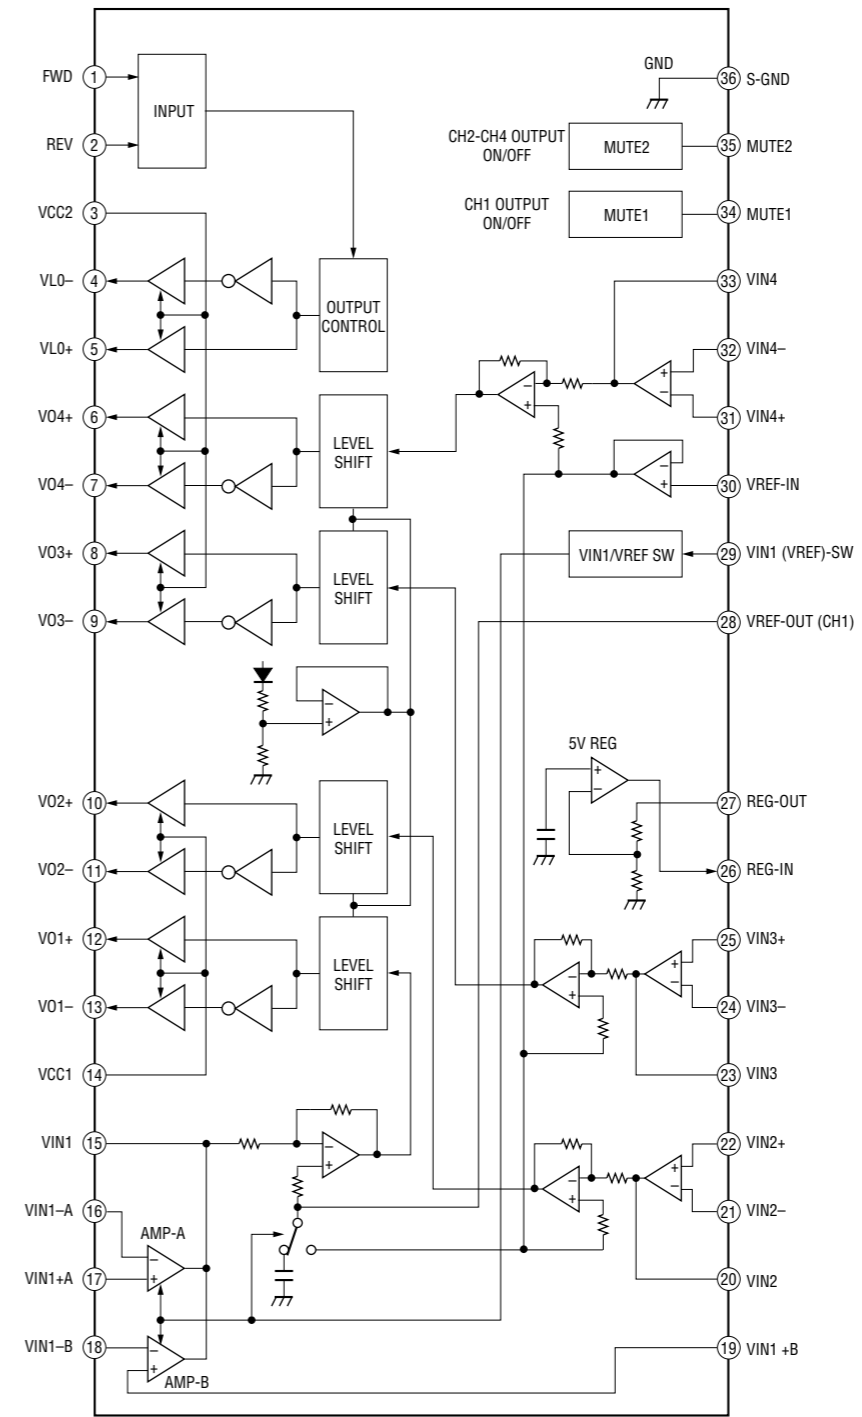 FWD 1
REV 2
VCC2 3
VL0– 4
VL0+ 5
VO4+ 6
VO4– 7
VO3+ 8
VO3– 9
VO2+ 10
VO2– 11
VO1+ 12
VO1– 13
VCC1 14
VIN1 15
VIN1–A 16
VIN1+A 17
VIN1–B 18
INPUT
OUTPUT
CONTROL
LEVEL
SHIFT
LEVEL
SHIFT
– +
LEVEL
SHIFT
LEVEL
SHIFT
– +
AMP-A
– +
– +
AMP-B
GND
CH2-CH4 OUTPUT
ON/OFF
MUTE2
CH1 OUTPUT
ON/OFF
MUTE1
– +
+ –
– +
VIN1/VREF SW
5V REG
+ –
– +
+ –
– +
+ –
36 S-GND
35 MUTE2
34 MUTE1
33 VIN4
32 VIN4–
31 VIN4+
30 VREF-IN
29 VIN1 (VREF)-SW
28 VREF-OUT (CH1)
27 REG-OUT
26 REG-IN
25 VIN3+
24 VIN3–
23 VIN3
22 VIN2+
21 VIN2–
20 VIN2
19 VIN1 +B